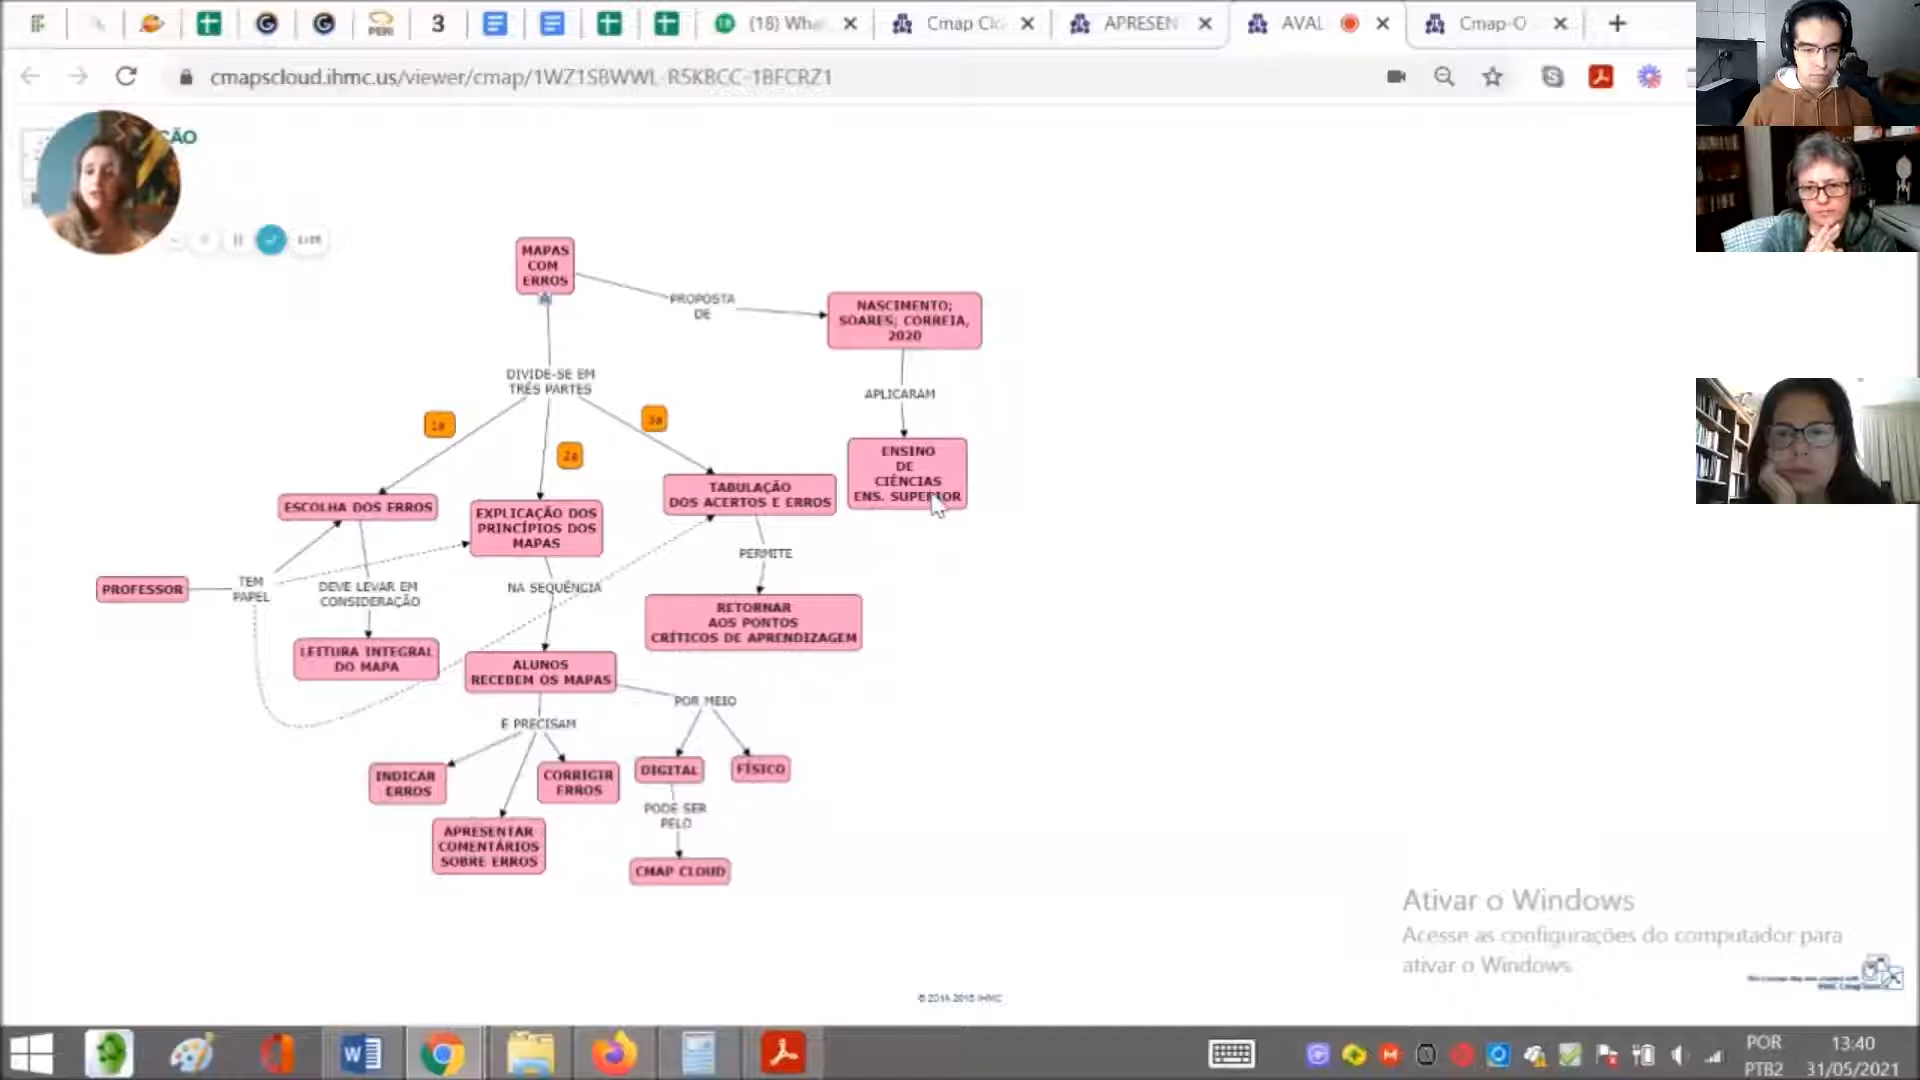 3
(18) Wha
Cmap Clo
APRESEN
AVAL
Cmap-O
cmapscloud.ihmc.us/viewer/cmap/1WZ1SBWWL-R5KBCC-1BFCRZ1
ÇÃO
MAPAS
COM
ERROS
PROPOSTA
DE
NASCIMENTO;
SOARES; CORREIA,
2020
DIVIDE-SE EM
TRÊS PARTES
APLICARAM
1a
3a
2a
ENSINO
DE
CIÊNCIAS
ENS. SUPERIOR
ESCOLHA DOS ERROS
EXPLICAÇÃO DOS
PRINCÍPIOS DOS
MAPAS
TABULAÇÃO
DOS ACERTOS E ERROS
PERMITE
PROFESSOR
TEM
PAPEL
DEVE LEVAR EM
CONSIDERAÇÃO
NA SEQUÊNCIA
RETORNAR
AOS PONTOS
CRÍTICOS DE APRENDIZAGEM
LEITURA INTEGRAL
DO MAPA
ALUNOS
RECEBEM OS MAPAS
POR MEIO
E PRECISAM
INDICAR
ERROS
CORRIGIR
ERROS
DIGITAL
FÍSICO
PODE SER
PELO
APRESENTAR
COMENTÁRIOS
SOBRE ERROS
CMAP CLOUD
Ativar o Windows
Acesse as configurações do computador para
ativar o Windows.
POR
PTB2
13:40
31/05/2021